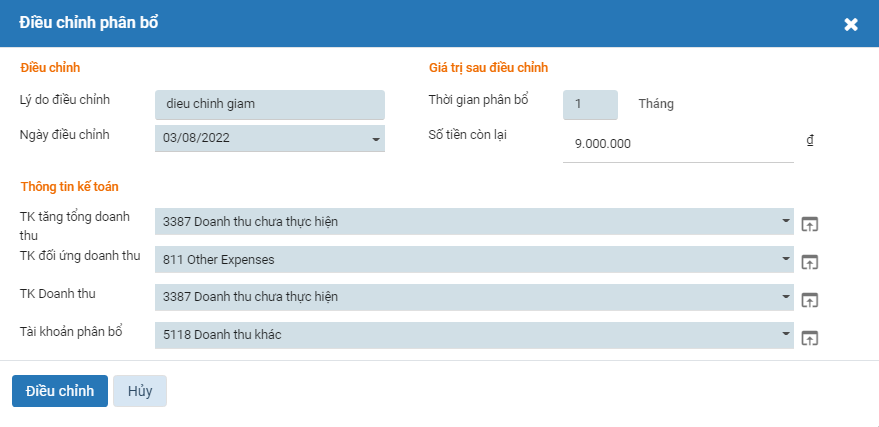 Điều chỉnh phân bổ
Điều chỉnh
Giá trị sau điều chỉnh
Lý do điều chỉnh
dieu chinh giam
Thời gian phân bổ
1
Tháng
Ngày điều chỉnh
03/08/2022
Số tiền còn lại
9.000.000
₫
Thông tin kế toán
TK tăng tổng doanh
thu
3387 Doanh thu chưa thực hiện
TK đối ứng doanh thu
811 Other Expenses
TK Doanh thu
3387 Doanh thu chưa thực hiện
Tài khoản phân bổ
5118 Doanh thu khác
Điều chỉnh
Hủy